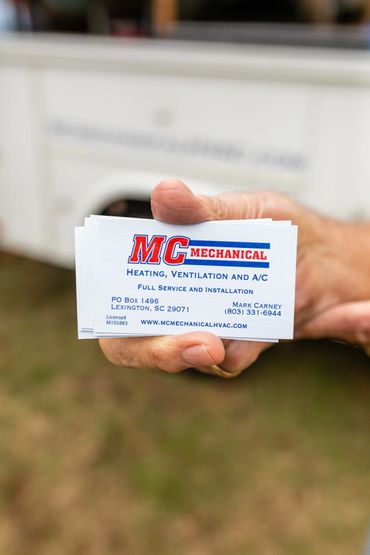 MC MECHANICAL
Heating, Ventilation and A/C
Full Service and Installation
PO Box 1496
Lexington, SC 29071
Mark Carney
(803) 331-6944
License#
M105883
www.mcmechanicalhvac.com